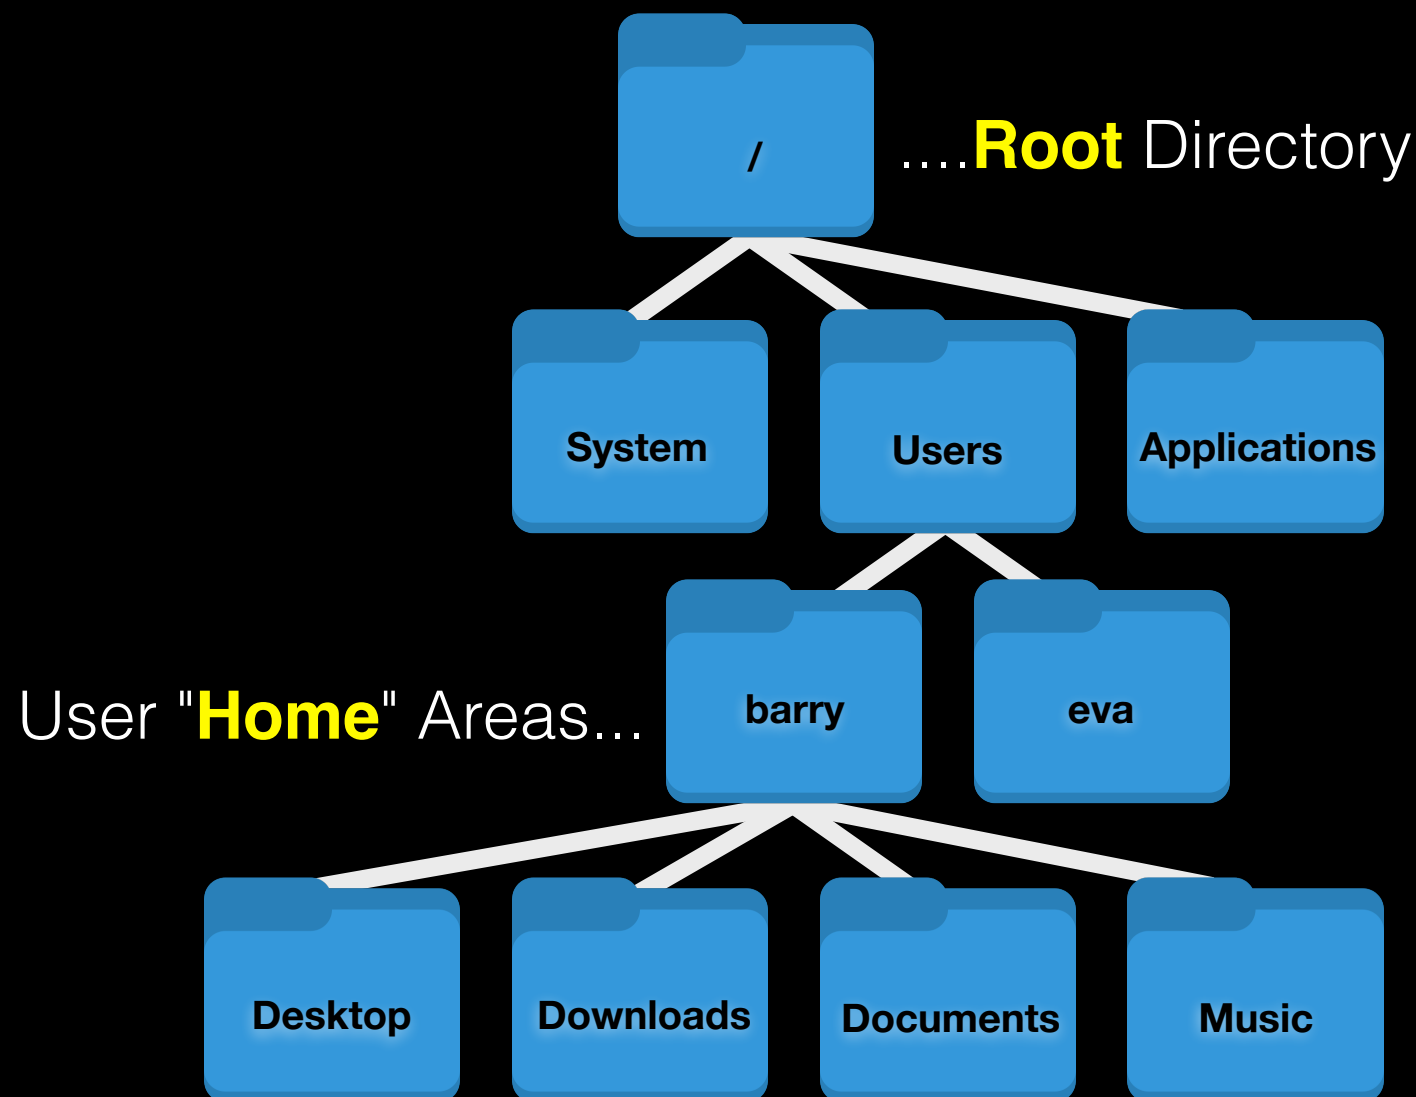 /
....Root Directory
System
Users
Applications
User "Home" Areas...
barry
eva
Desktop
Downloads
Documents
Music